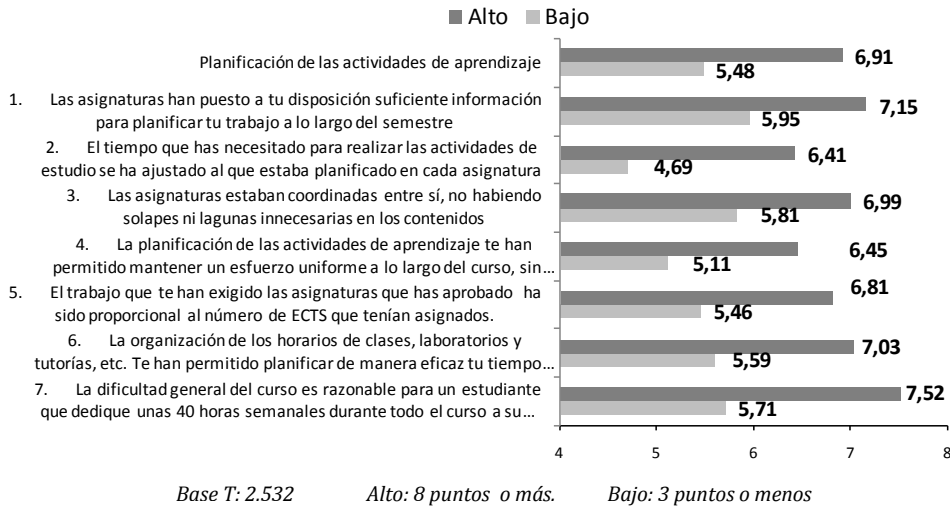 Alto Bajo
Planificación de las actividades de aprendizaje
6,91
5,48
1. Las asignaturas han puesto a tu disposición suficiente información
para planificar tu trabajo a lo largo del semestre
7,15
5,95
2. El tiempo que has necesitado para realizar las actividades de
estudio se ha ajustado al que estaba planificado en cada asignatura
6,41
4,69
3. Las asignaturas estaban coordinadas entre sí, no habiendo
solapes ni lagunas innecesarias en los contenidos
6,99
5,81
4. La planificación de las actividades de aprendizaje te han
permitido mantener un esfuerzo uniforme a lo largo del curso, sin…
6,45
5,11
5. El trabajo que te han exigido las asignaturas que has aprobado ha
sido proporcional al número de ECTS que tenían asignados.
6,81
5,46
6. La organización de los horarios de clases, laboratorios y
tutorías, etc. Te han permitido planificar de manera eficaz tu tiempo…
7,03
5,59
7. La dificultad general del curso es razonable para un estudiante
que dedique unas 40 horas semanales durante todo el curso a su…
7,52
5,71
4 5 6 7 8
Base T: 2.532 Alto: 8 puntos o más. Bajo: 3 puntos o menos